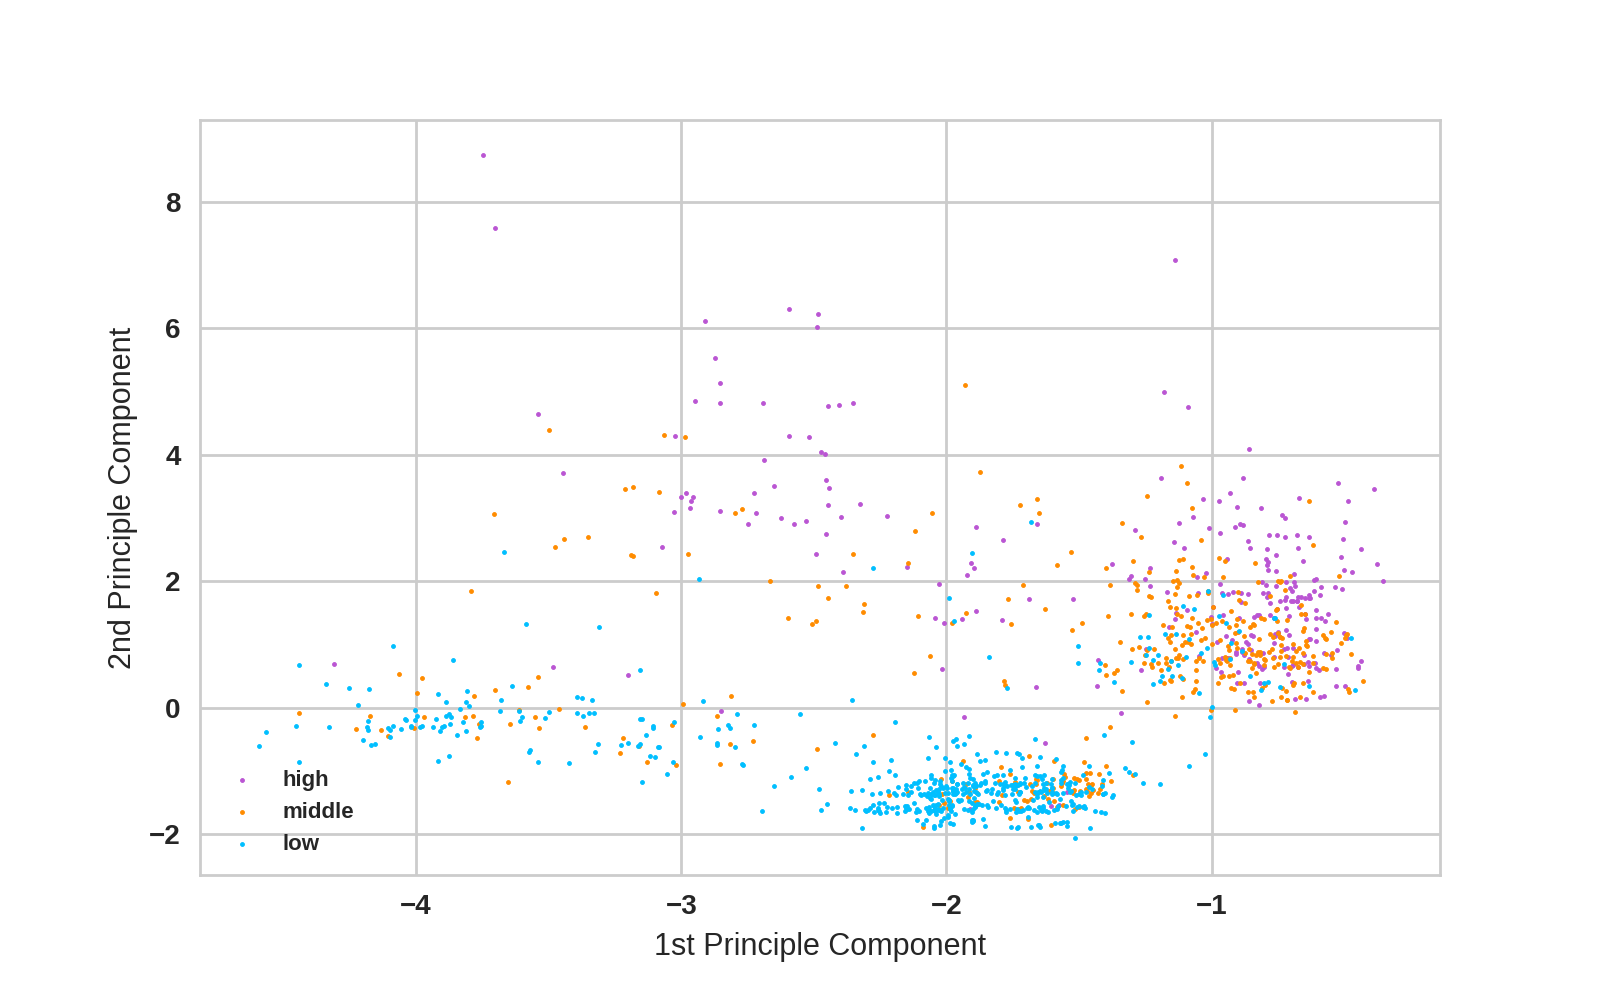 8
6
4
2
0
−2
2nd Principle Component
high
middle
low
−4 −3 −2 −1
1st Principle Component